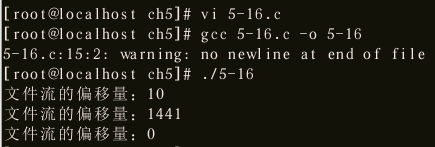 [root@localhost ch5]# vi 5-16.c
[root@localhost ch5]# gcc 5-16.c -o 5-16
5-16.c:15:2: warning: no newline at end of file
[root@localhost ch5]# ./5-16
文件流的偏移量：10
文件流的偏移量：1441
文件流的偏移量：0